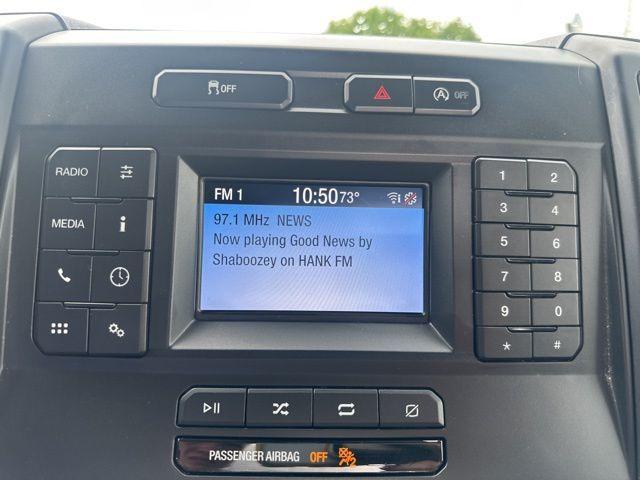 OFF
A OFF
RADIO
MEDIA
i
FM 1 10:50 73°
97.1 MHz NEWS
Now playing Good News by
Shaboozey on HANK FM
1 2
3 4
5 6
7 8
9 0
* #
PASSENGER AIRBAG OFF 2